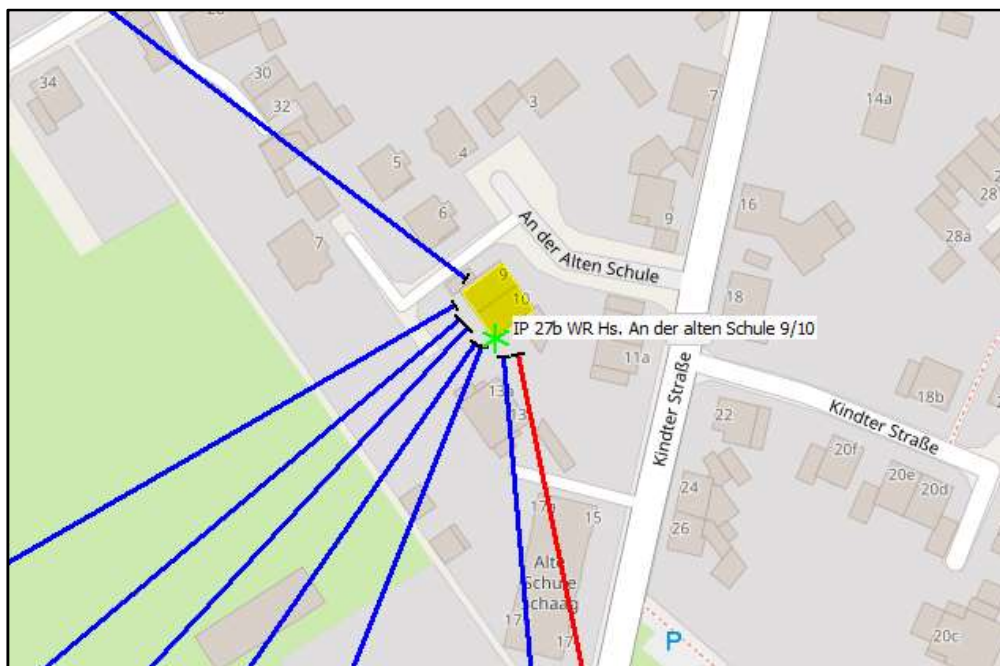 34
30
32
3
7
14a
5
4
6
7
9
16
28
28a
An der Alten Schule
9
10
18
IP 27b WR Hs. An der alten Schule 9/10
11a
Kindter Straße
13a
13
22
18b
Kindter Straße
20f
20e
20d
24
26
17a
15
Alte
Schule
Schaag
17
17
P
20c